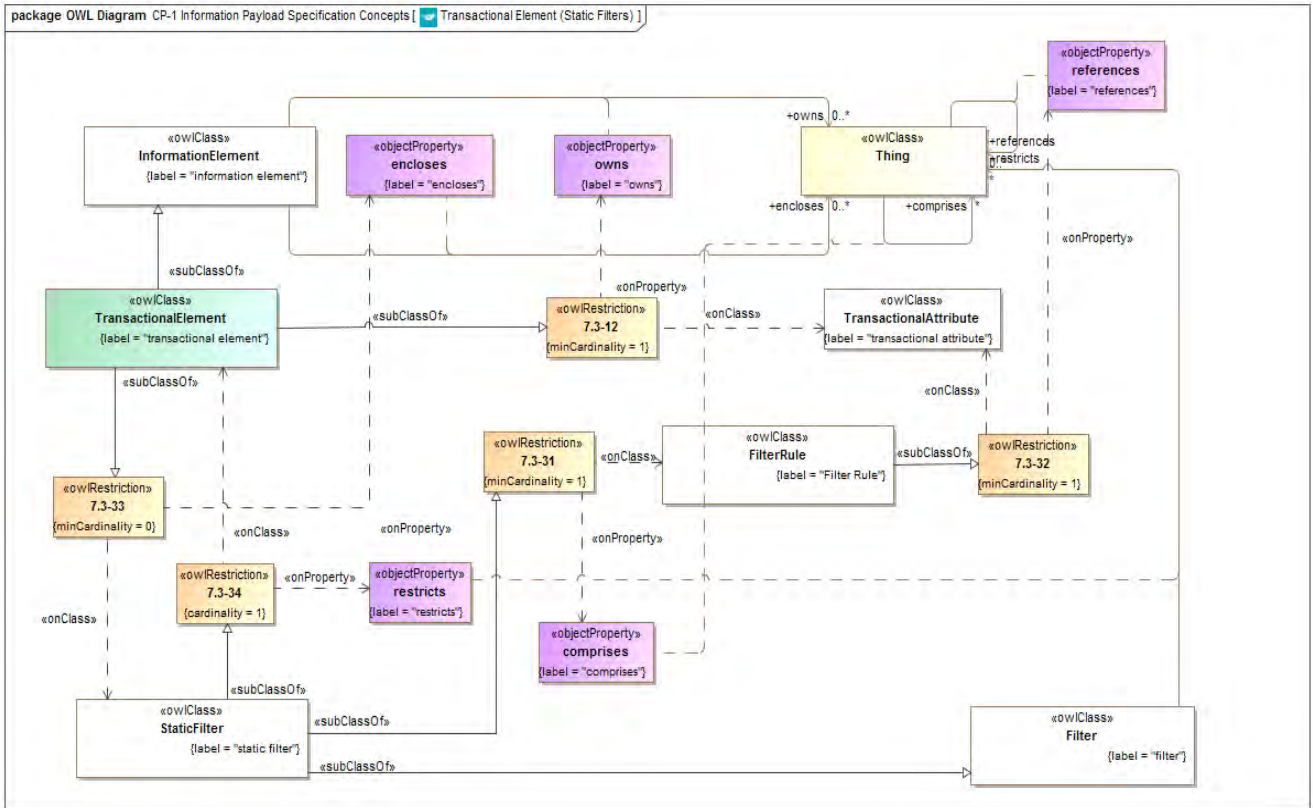 package OWL Diagram CP-1 Information Payload Specification Concepts [ Transactional Element (Static Filters) ]
«objectProperty»
references
{label = "references"}
+owns 0..*
«owlClass»
InformationElement
{label = "information element"}
«objectProperty»
encloses
{label = "encloses"}
«objectProperty»
owns
{label = "owns"}
«owlClass»
Thing
+references
+restricts
0..
*
+encloses 0..*
+comprises *
«onProperty»
«subClassOf»
«owlClass»
TransactionalElement
{label = "transactional element"}
«subClassOf»
«onProperty»
«owlRestriction»
7.3-12
{minCardinality = 1}
«onClass»
«owlClass»
TransactionalAttribute
{label = "transactional attribute"}
«subClassOf»
«onClass»
«owlRestriction»
7.3-31
{minCardinality = 1}
«onClass»
«owlClass»
FilterRule
{label = "Filter Rule"}
«subClassOf»
«owlRestriction»
7.3-32
{minCardinality = 1}
«owlRestriction»
7.3-33
{minCardinality = 0}
«onClass»
«onProperty»
«onProperty»
«owlRestriction»
7.3-34
{cardinality = 1}
«onProperty»
«objectProperty»
restricts
{label = "restricts"}
«onClass»
«objectProperty»
comprises
{label = "comprises"}
«subClassOf»
«owlClass»
StaticFilter
{label = "static filter"}
«subClassOf»
«subClassOf»
«owlClass»
Filter
{label = "filter"}